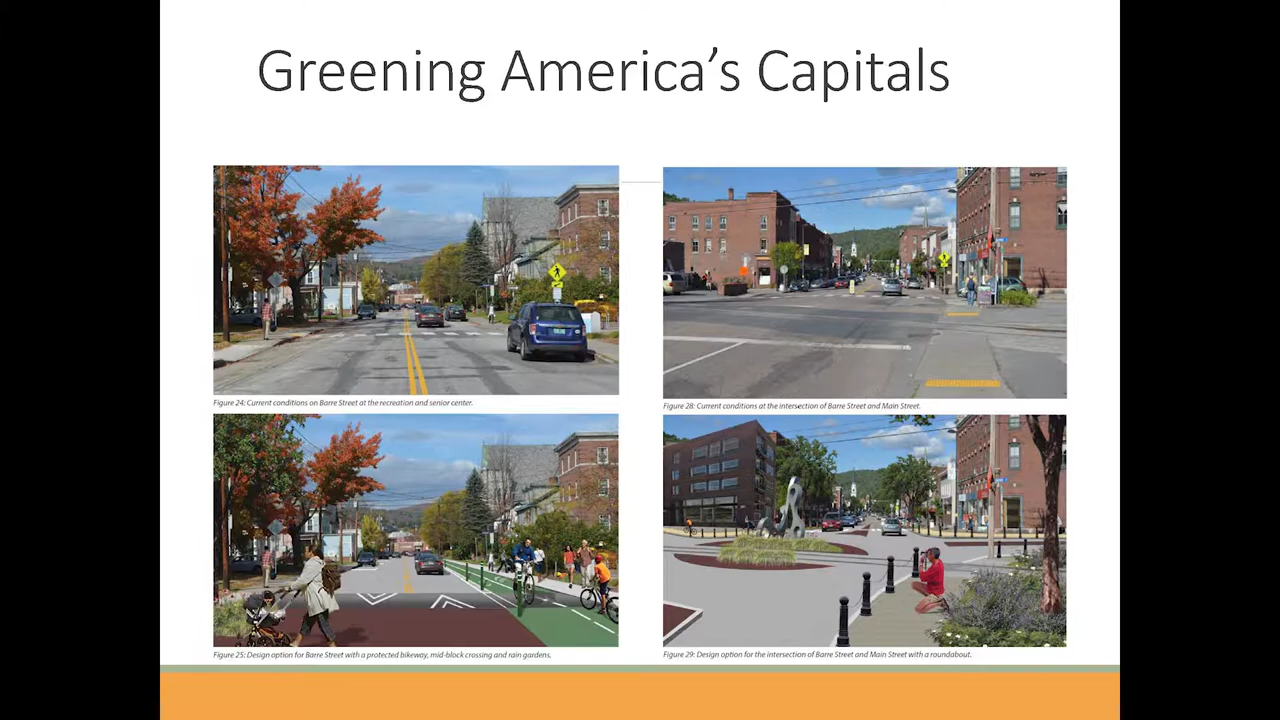 Greening America's Capitals
Figure 24: Current conditions on Barre Street at the recreation and senior center.
Figure 28: Current conditions at the intersection of Barre Street and Main Street.
Figure 25: Design option for Barre Street with a protected bikeway, mid-block crossing and rain gardens.
Figure 29: Design option for the intersection of Barre Street and Main Street with a roundabout.